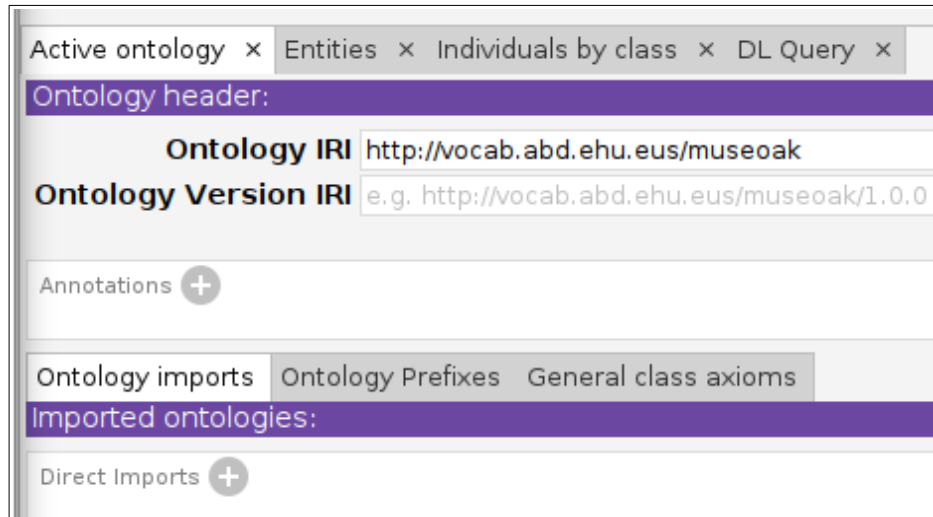 Active ontology × Entities × Individuals by class × DL Query ×
Ontology header:
Ontology IRI http://vocab.abd.ehu.eus/museoak
Ontology Version IRI e.g. http://vocab.abd.ehu.eus/museoak/1.0.0
Annotations
Ontology imports Ontology Prefixes General class axioms
Imported ontologies:
Direct Imports